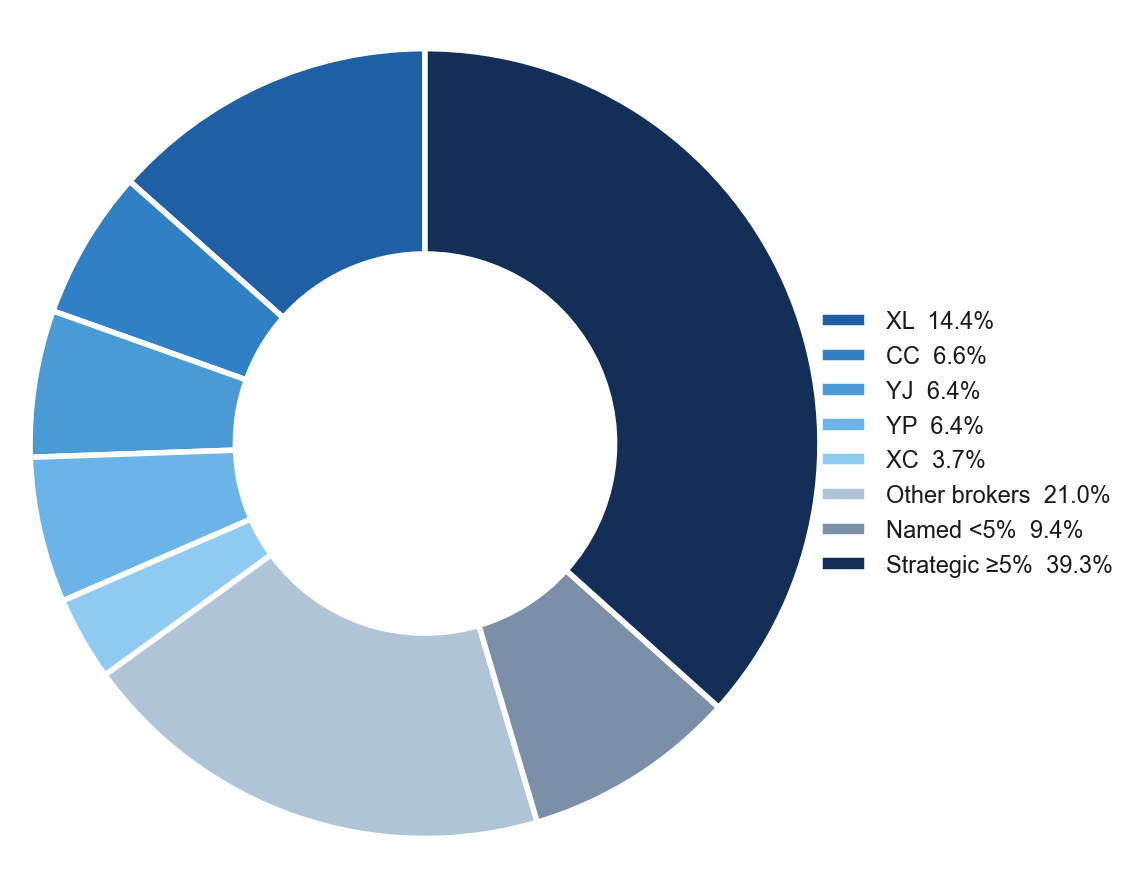 XL  14.4%
CC  6.6%
YJ  6.4%
YP  6.4%
XC  3.7%
Other brokers  21.0%
Named <5%  9.4%
Strategic ≥5%  39.3%